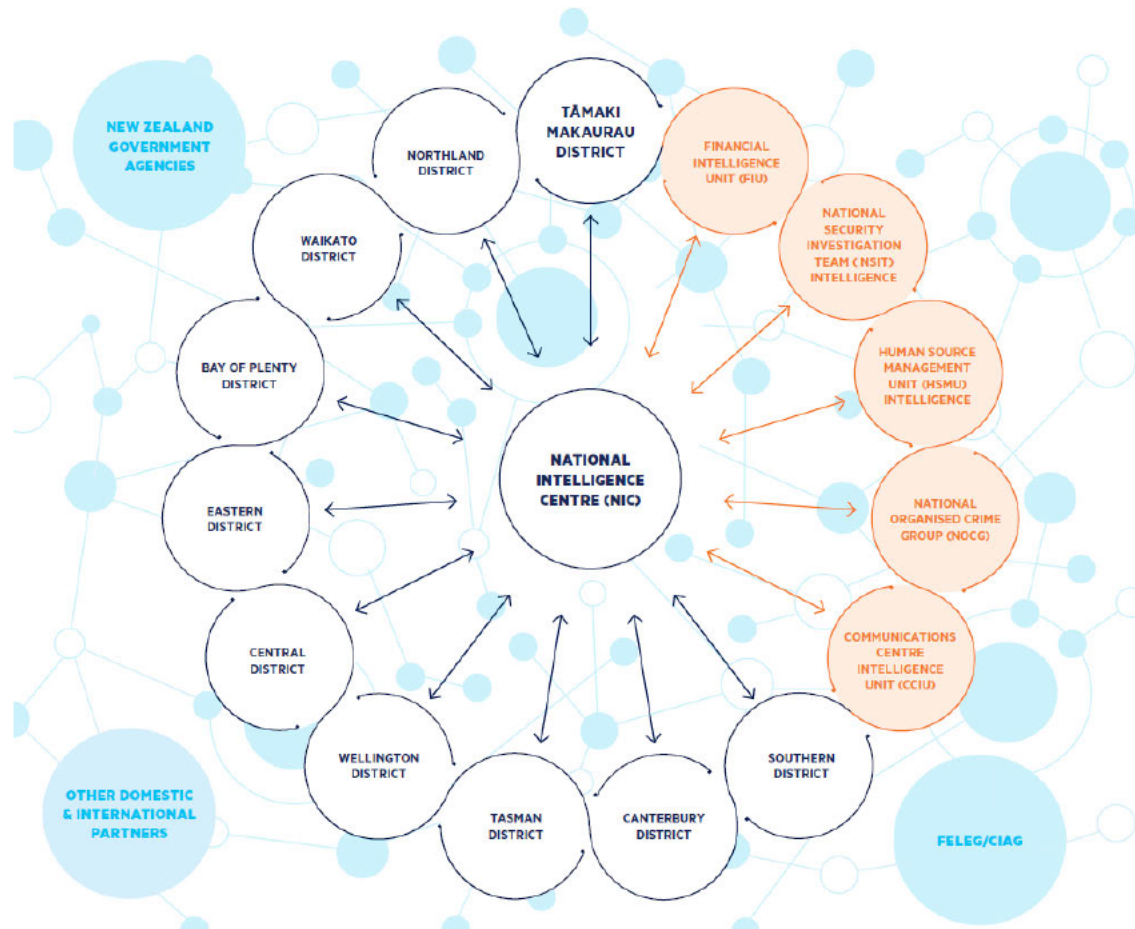 NEW ZEALAND
GOVERNMENT
AGENCIES
TĀMAKI
MAKAURAU
DISTRICT
NORTHLAND
DISTRICT
FINANCIAL
INTELLIGENCE
UNIT (FIU)
WAIKATO
DISTRICT
NATIONAL
SECURITY
INVESTIGATION
TEAM (NSIT)
INTELLIGENCE
BAY OF PLENTY
DISTRICT
HUMAN SOURCE
MANAGEMENT
UNIT (HSMU)
INTELLIGENCE
NATIONAL
INTELLIGENCE
CENTRE (NIC)
EASTERN
DISTRICT
NATIONAL
ORGANISED CRIME
GROUP (NOCG)
CENTRAL
DISTRICT
COMMUNICATIONS
CENTRE
INTELLIGENCE
UNIT (CCIU)
WELLINGTON
DISTRICT
SOUTHERN
DISTRICT
TASMAN
DISTRICT
CANTERBURY
DISTRICT
OTHER DOMESTIC
& INTERNATIONAL
PARTNERS
FELEG/CIAG